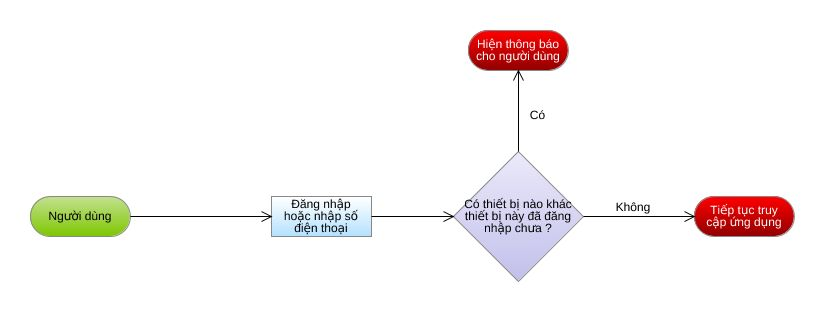 Hiện thông báo
cho người dùng
Có
Người dùng
Đăng nhập
hoặc nhập số
điện thoại
Có thiết bị nào khác
thiết bị này đã đăng
nhập chưa ?
Không
Tiếp tục truy
cập ứng dụng